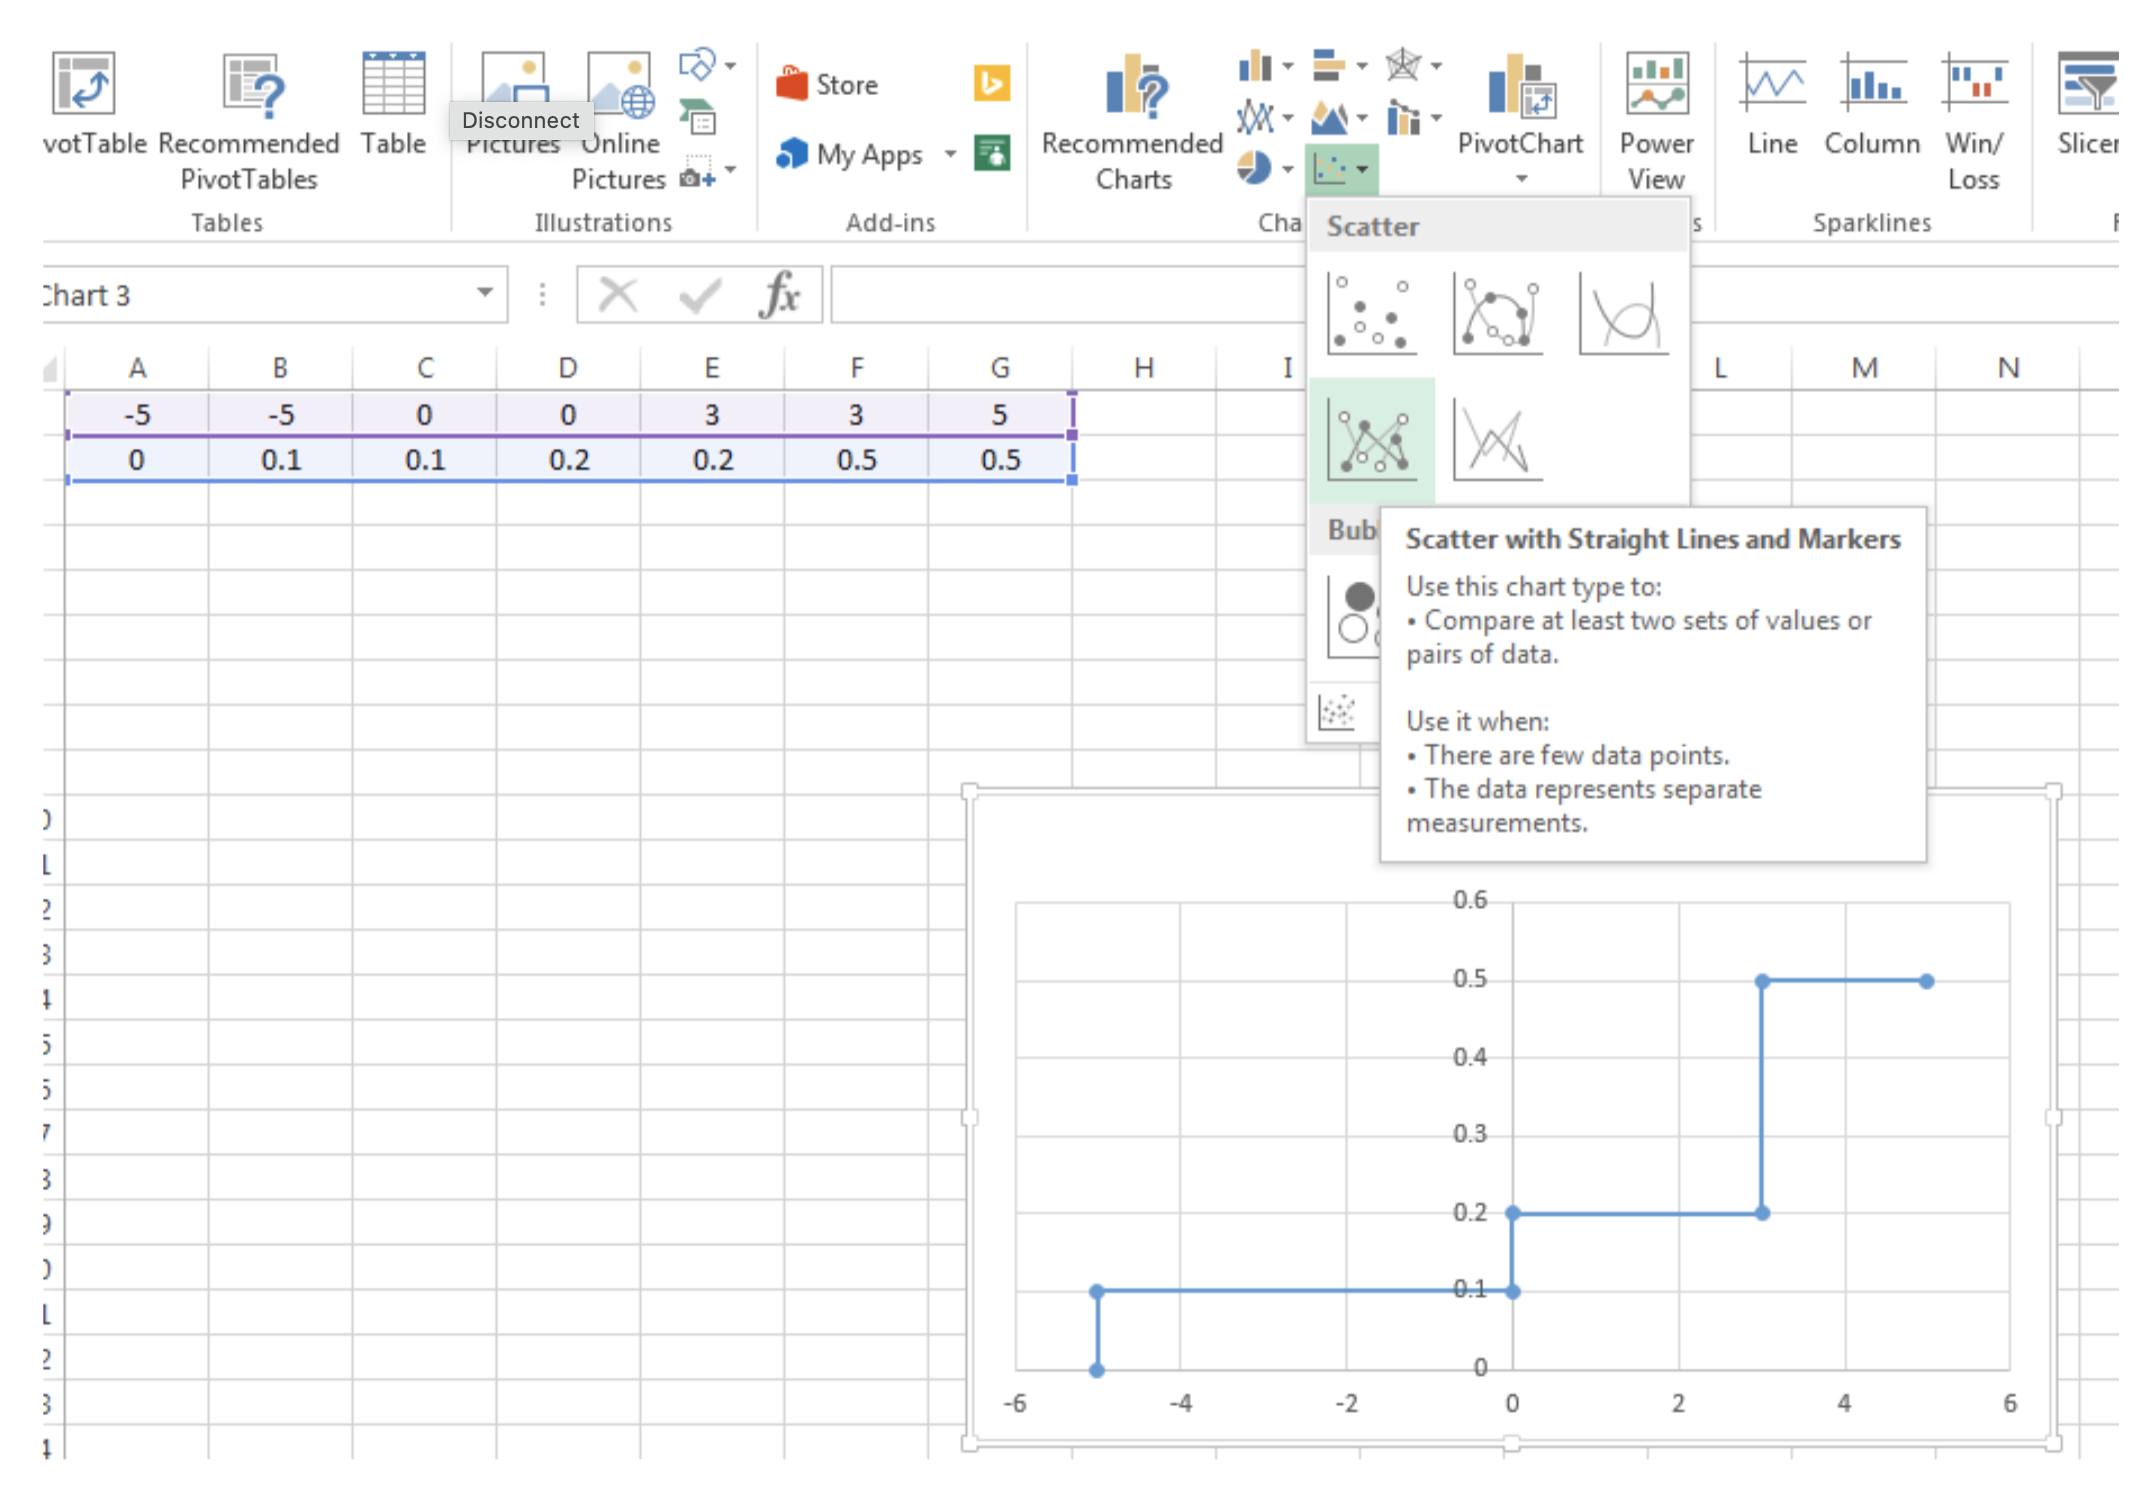 Store
Disconnect
votTable Recommended Table Pictures Online Recommended PivotChart Power Line Column Win/ Slicer
PivotTables Pictures My Apps Charts View Loss
Tables Illustrations Add-ins Cha Sparklines
Scatter
Chart 3 fx
A B C D E F G H I L M N
-5 -5 0 0 3 3 5
0 0.1 0.1 0.2 0.2 0.5 0.5
Bub
Scatter with Straight Lines and Markers
Use this chart type to:
• Compare at least two sets of values or
pairs of data.
Use it when:
• There are few data points.
• The data represents separate
measurements.
0.6
0.5
0.4
0.3
0.2
0.1
0
-6 -4 -2 0 2 4 6